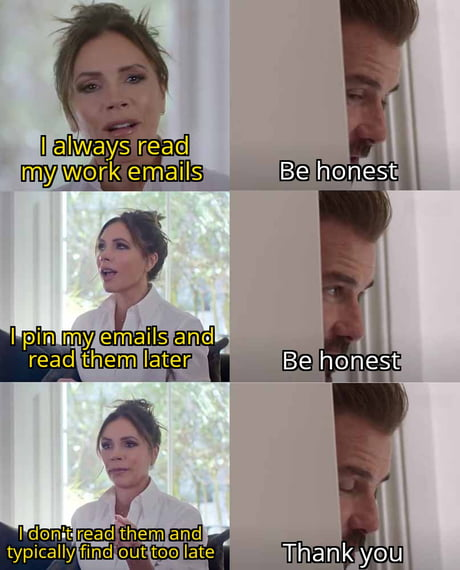 I always read
my work emails
Be honest
I pin my emails and
read them later
Be honest
I don't read them and
typically find out too late
Thank you